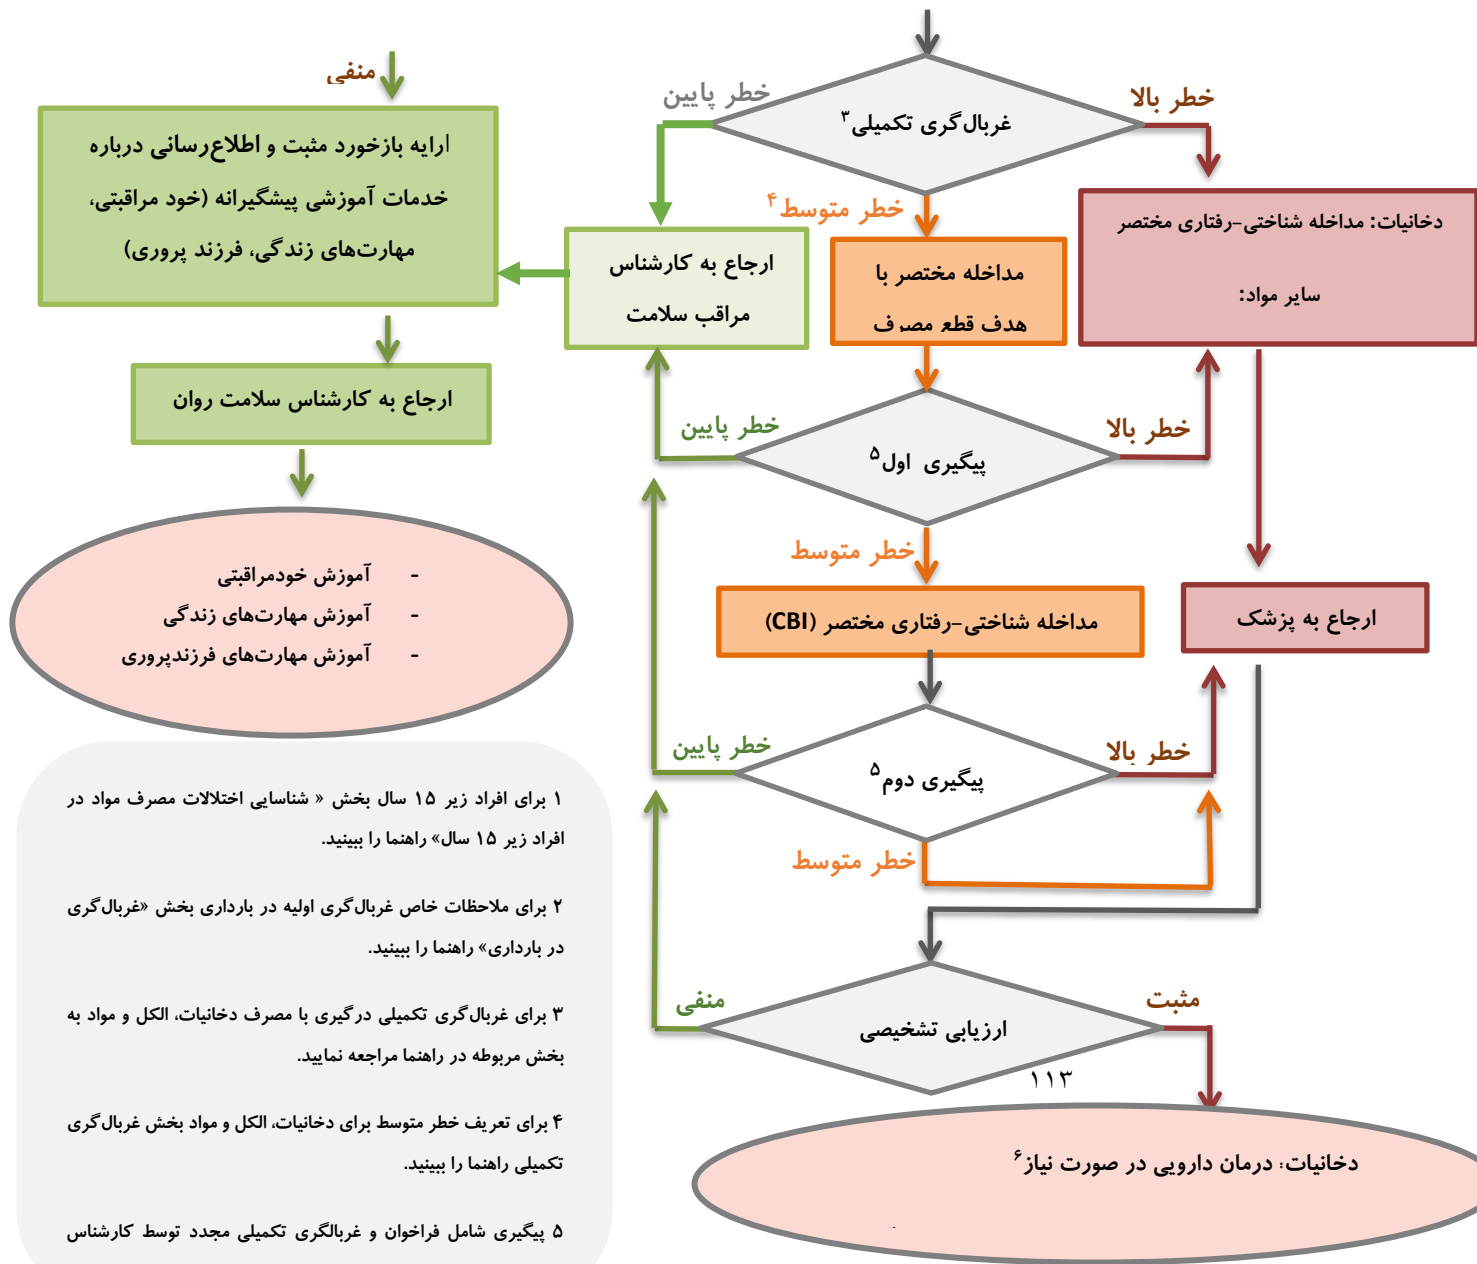 منفی
ارایه بازخورد مثبت و اطلاع‌رسانی درباره
خدمات آموزشی پیشگیرانه (خود مراقبتی،
مهارت‌های زندگی، فرزند پروری)
ارجاع به کارشناس سلامت روان
- آموزش خودمراقبتی
- آموزش مهارت‌های زندگی
- آموزش مهارت‌های فرزندپروری
غربال‌گری تکمیلی۳
خطر بالا
خطر پایین
خطر متوسط۴
دخانیات: مداخله شناختی-رفتاری مختصر
سایر مواد:
مداخله مختصر با
هدف قطع مصرف
ارجاع به کارشناس
مراقب سلامت
پیگیری اول۵
خطر بالا
خطر پایین
خطر متوسط
مداخله شناختی-رفتاری مختصر (CBI)
ارجاع به پزشک
پیگیری دوم۵
خطر بالا
خطر پایین
خطر متوسط
ارزیابی تشخیصی
مثبت
منفی
۱۱۳
دخانیات: درمان دارویی در صورت نیاز۶
۱ برای افراد زیر ۱۵ سال بخش « شناسایی اختلالات مصرف مواد در
افراد زیر ۱۵ سال» راهنما را ببینید.
۲ برای ملاحظات خاص غربال‌گری اولیه در بارداری بخش «غربال‌گری
در بارداری» راهنما را ببینید.
۳ برای غربال‌گری تکمیلی درگیری با مصرف دخانیات، الکل و مواد به
بخش مربوطه در راهنما مراجعه نمایید.
۴ برای تعریف خطر متوسط برای دخانیات، الکل و مواد بخش غربال‌گری
تکمیلی راهنما را ببینید.
۵ پیگیری شامل فراخوان و غربالگری تکمیلی مجدد توسط کارشناس